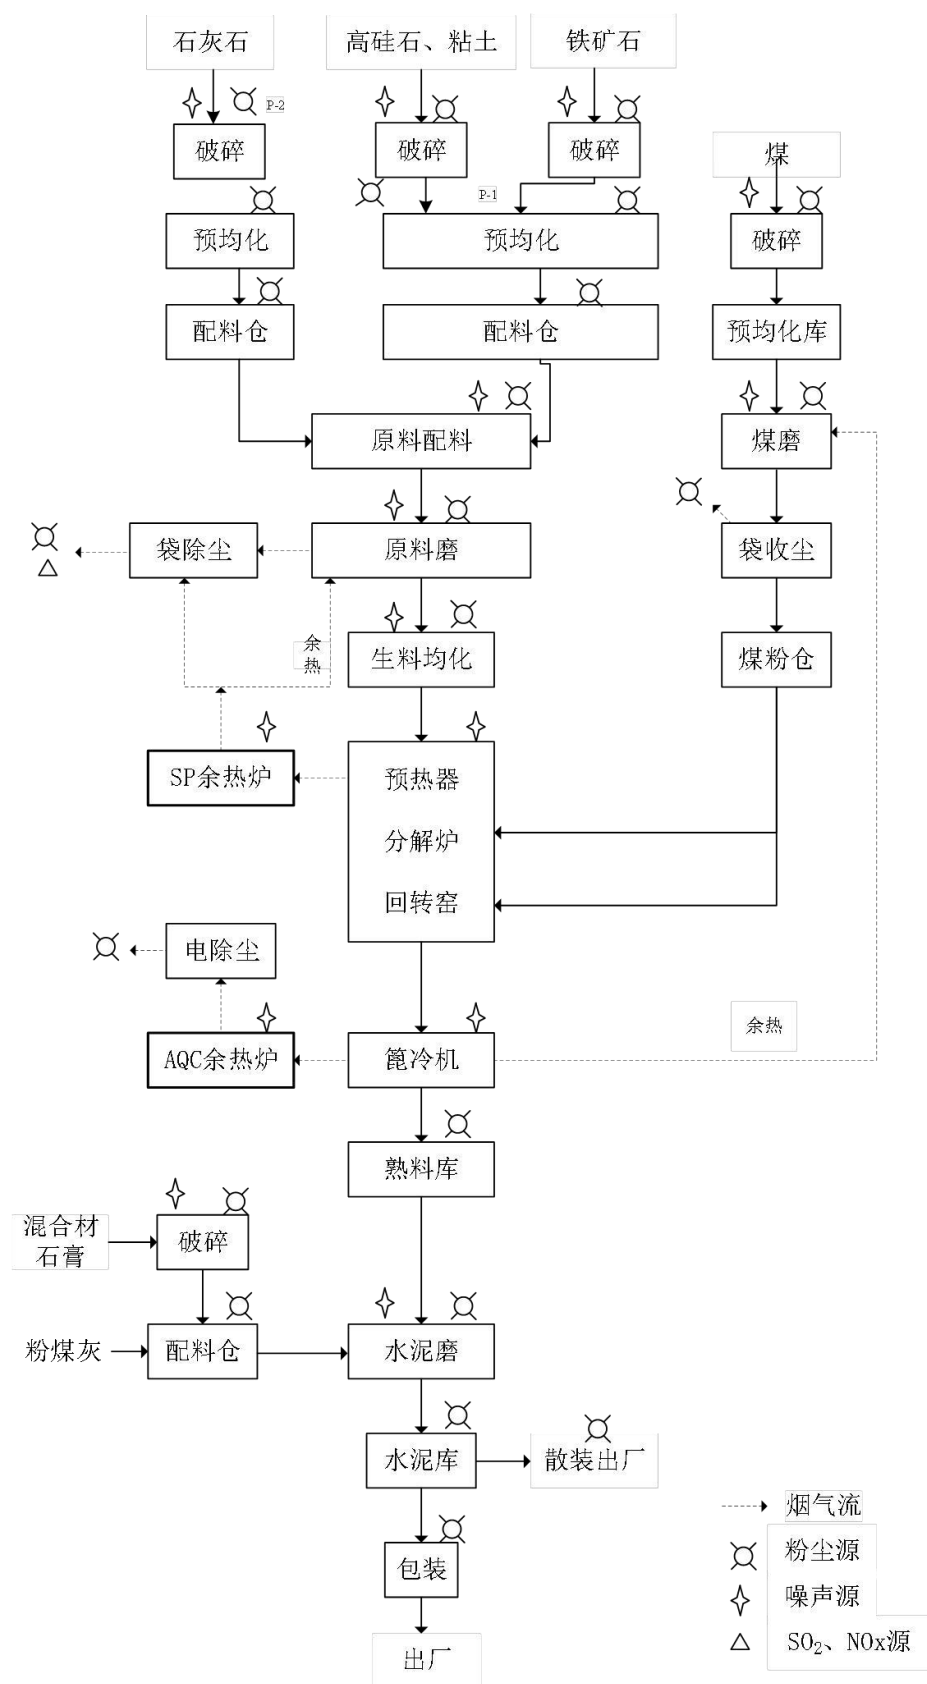 石灰石
高硅石、粘土
铁矿石
P-2
破碎
破碎
破碎
煤
P-1
预均化
预均化
破碎
配料仓
配料仓
预均化库
原料配料
煤磨
袋除尘
原料磨
袋收尘
余
热
生料均化
煤粉仓
SP余热炉
预热器
分解炉
回转窑
电除尘
余热
AQC余热炉
篦冷机
熟料库
混合材
石膏
破碎
粉煤灰
配料仓
水泥磨
水泥库
散装出厂
烟气流
包装
粉尘源
噪声源
SO₂、NOx源
出厂